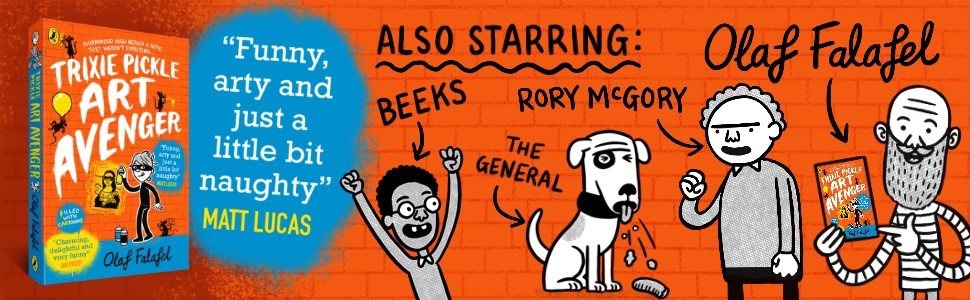 WORMWOOD HIGH NEEDED A HERO.
THEY WEREN'T EXPECTING...
TRIXIE PICKLE
ART
AVENGER
"Funny,
arty and
just a
little bit
naughty"
MATT LUCAS
FILLED
WITH
CARTOONS
"Charming,
delightful and
very funny"
Olaf Falafel
TRIXIE PICKLE
ART AVENGER
Olaf Falafel
"Funny,
arty and
just a
little bit
naughty"
MATT LUCAS
ALSO STARRING:
BEEKS
THE
GENERAL
RORY McGORY
Olaf Falafel
TRIXIE PICKLE
ART
AVENGER